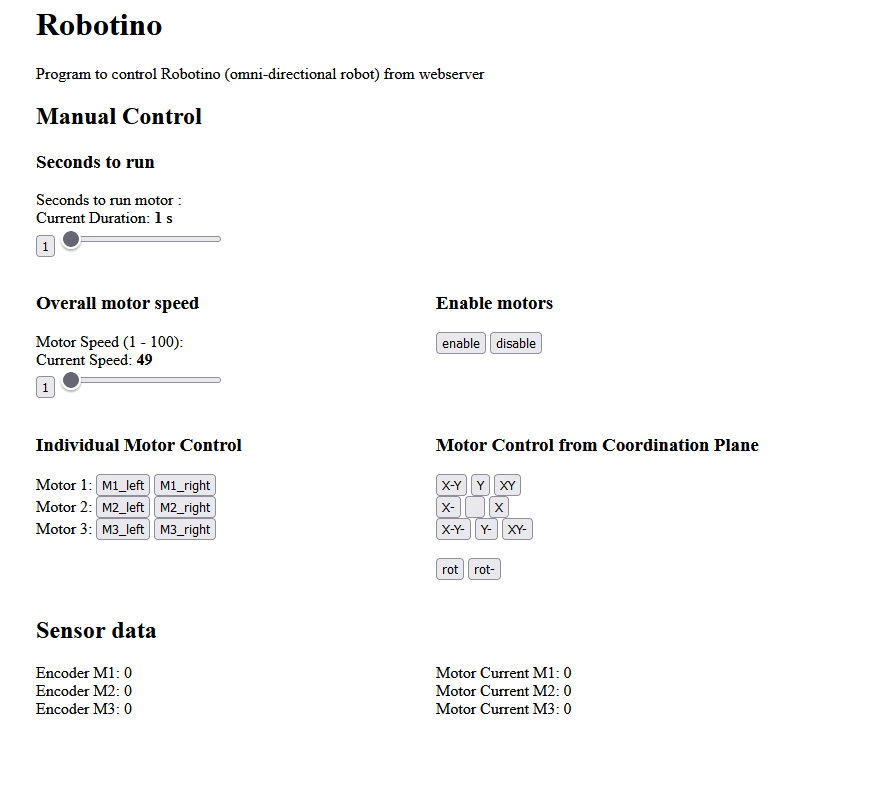 Robotino
Program to control Robotino (omni-directional robot) from webserver
Manual Control
Seconds to run
Seconds to run motor :
Current Duration: 1 s
1
Overall motor speed
Motor Speed (1 - 100):
Current Speed: 49
1
Enable motors
enable disable
Individual Motor Control
Motor 1: M1_left M1_right
Motor 2: M2_left M2_right
Motor 3: M3_left M3_right
Motor Control from Coordination Plane
X-Y Y XY
X- X
X-Y- Y- XY-
rot rot-
Sensor data
Encoder M1: 0
Encoder M2: 0
Encoder M3: 0
Motor Current M1: 0
Motor Current M2: 0
Motor Current M3: 0